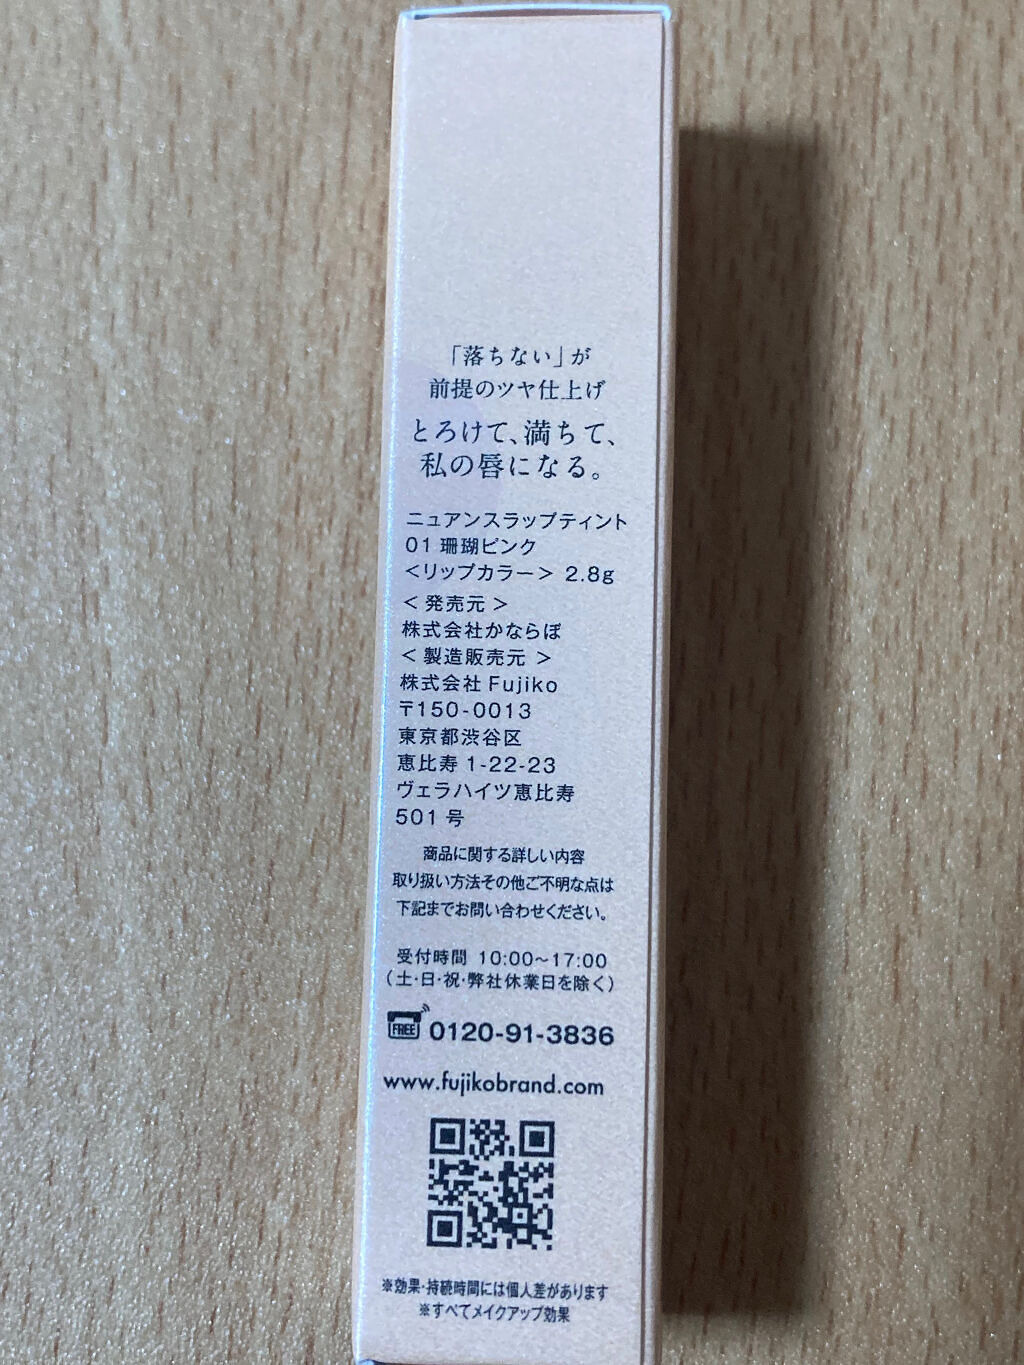 「落ちない」が
前提のツヤ仕上げ
とろけて、満ちて、
私の唇になる。
ニュアンスラップティント
01 珊瑚ピンク
＜リップカラー＞ 2.8g
＜ 発売元 ＞
株式会社かならぼ
＜ 製造販売元 ＞
株式会社 Fujiko
〒150-0013
東京都渋谷区
恵比寿 1-22-23
ヴェラハイツ恵比寿
501 号
商品に関する詳しい内容
取り扱い方法その他ご不明な点は
下記までお問い合わせください。
受付時間 10:00〜17:00
（土・日・祝・弊社休業日を除く）
FREE 0120-91-3836
www.fujikobrand.com
※効果・持続時間には個人差があります
※すべてメイクアップ効果